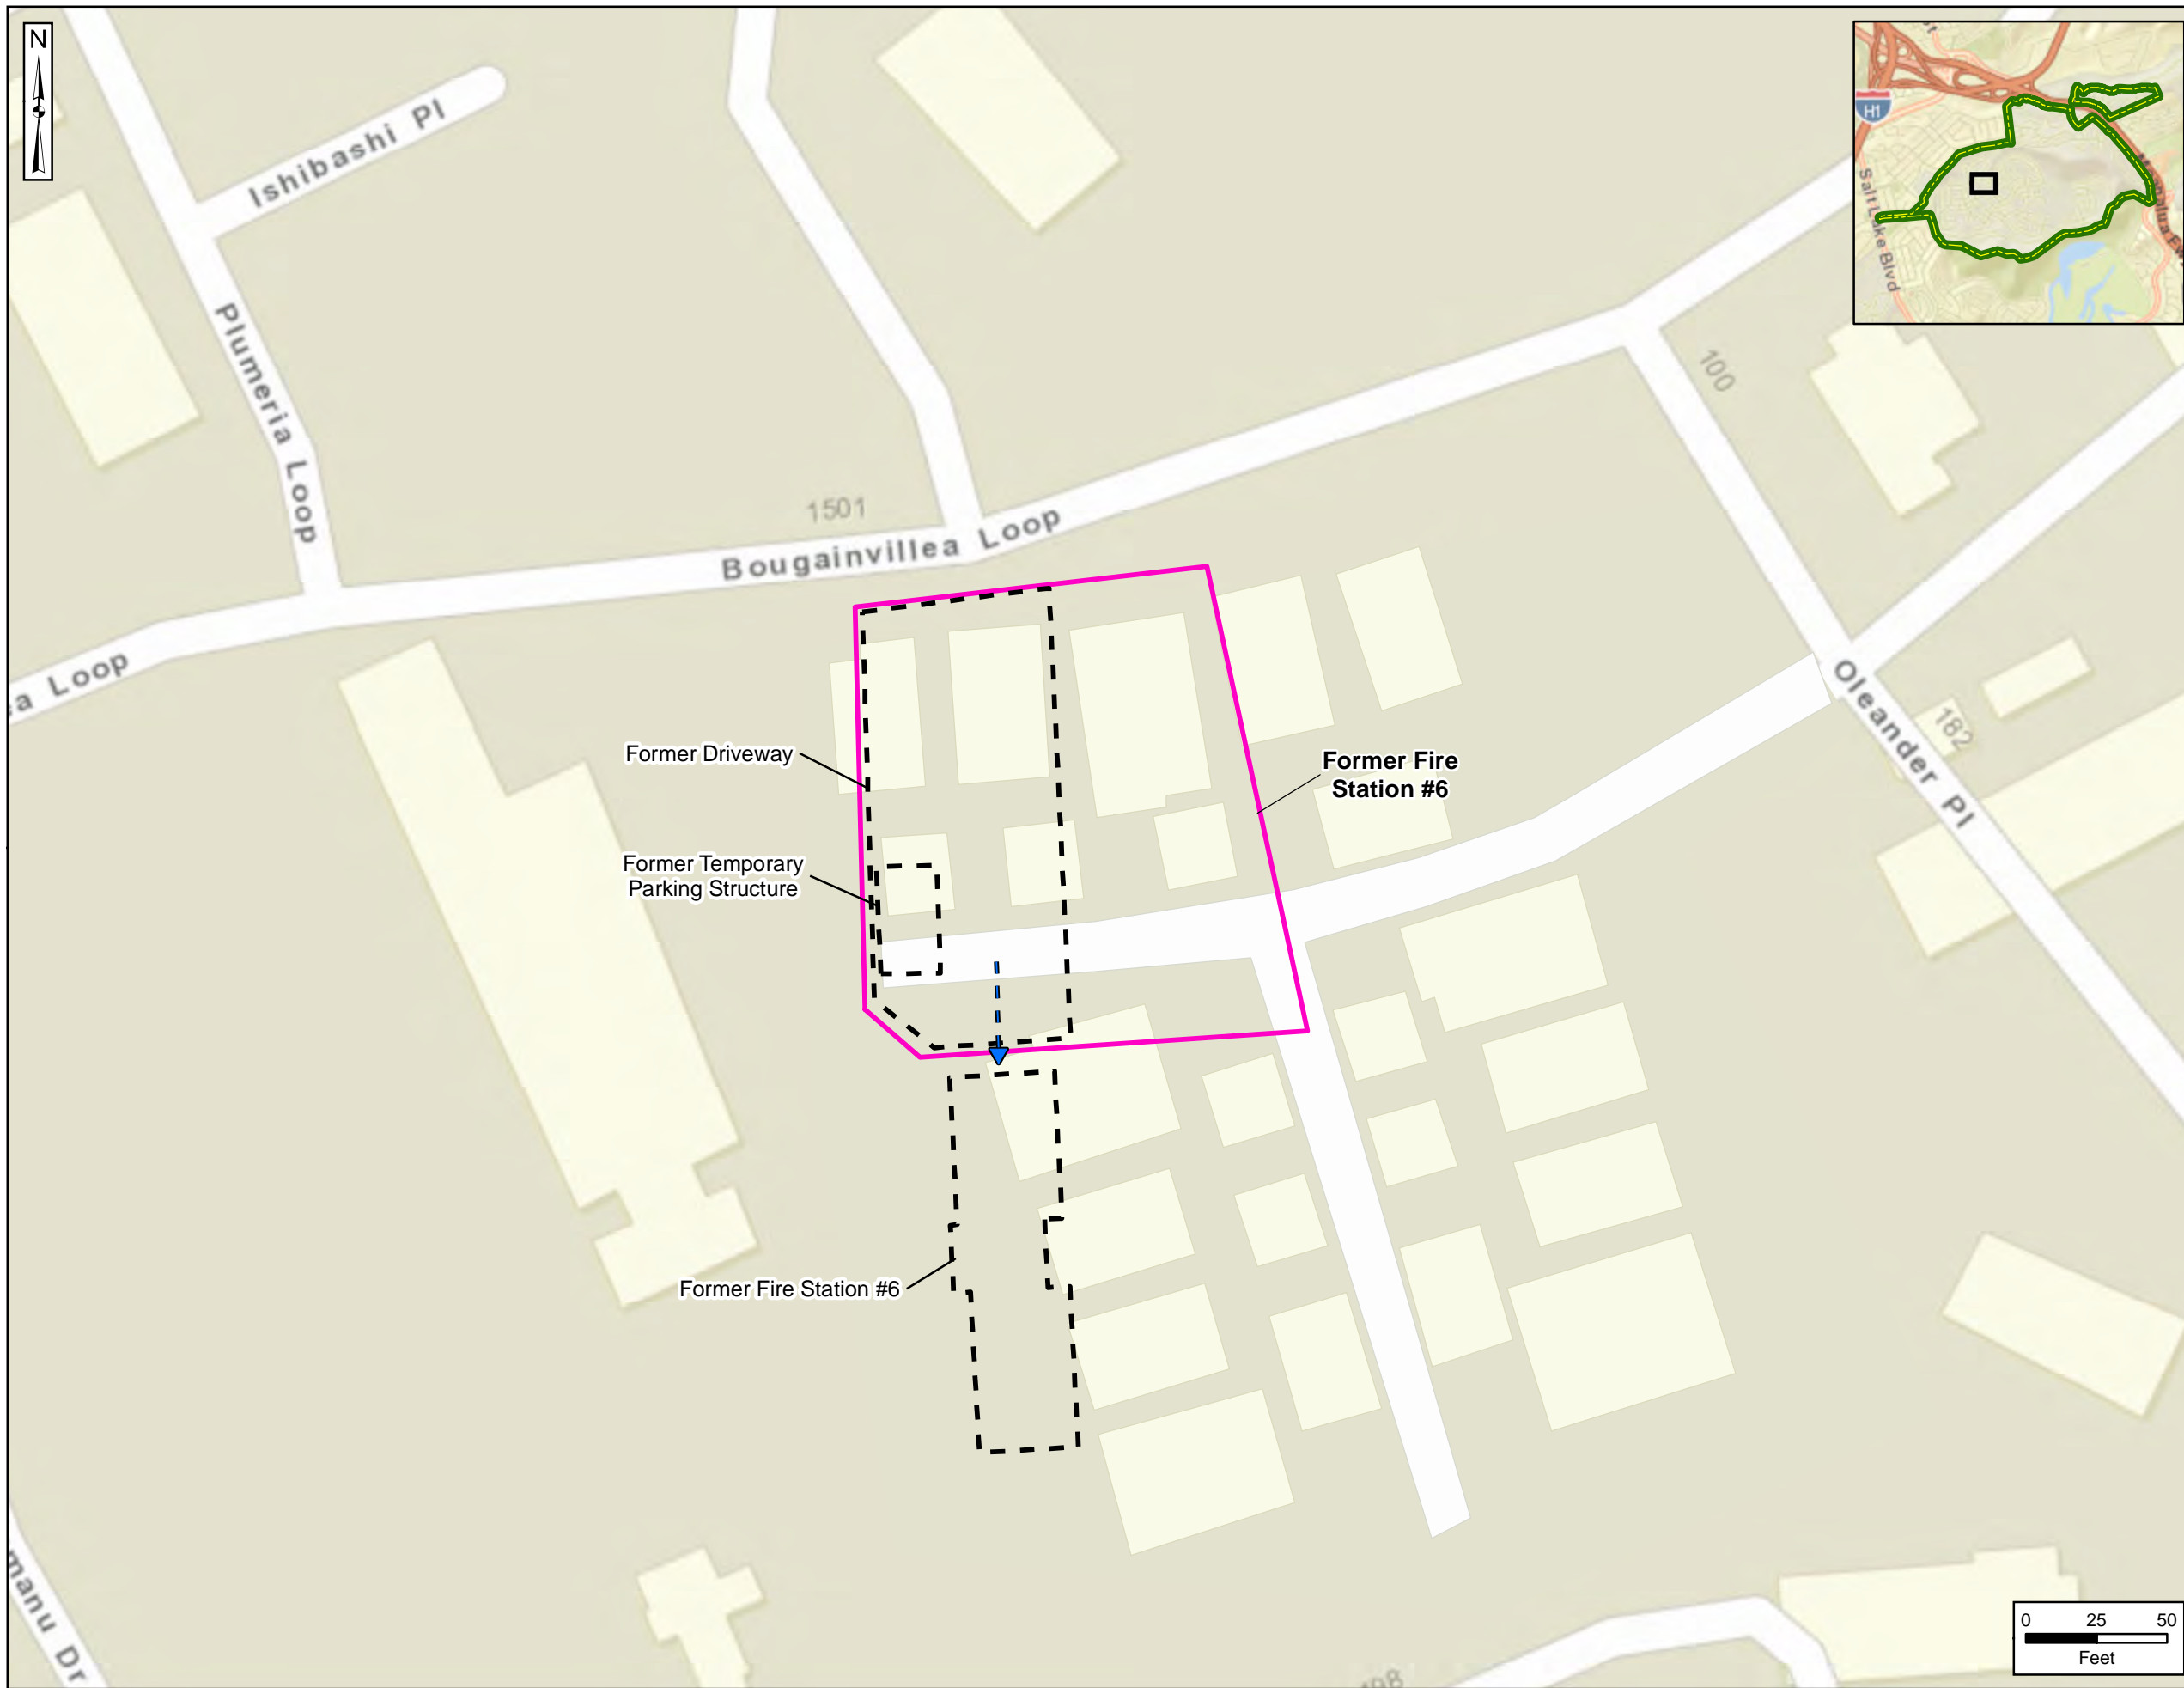 N
Ishibashi Pl
H1
Salt Lake Blvd
Plumeria Loop
100
1501
Bougainvillea Loop
Loop
Oleander Pl
182
Former Driveway
Former Fire
Station #6
Former Temporary
Parking Structure
Former Fire Station #6
Dr
0 25 50
Feet